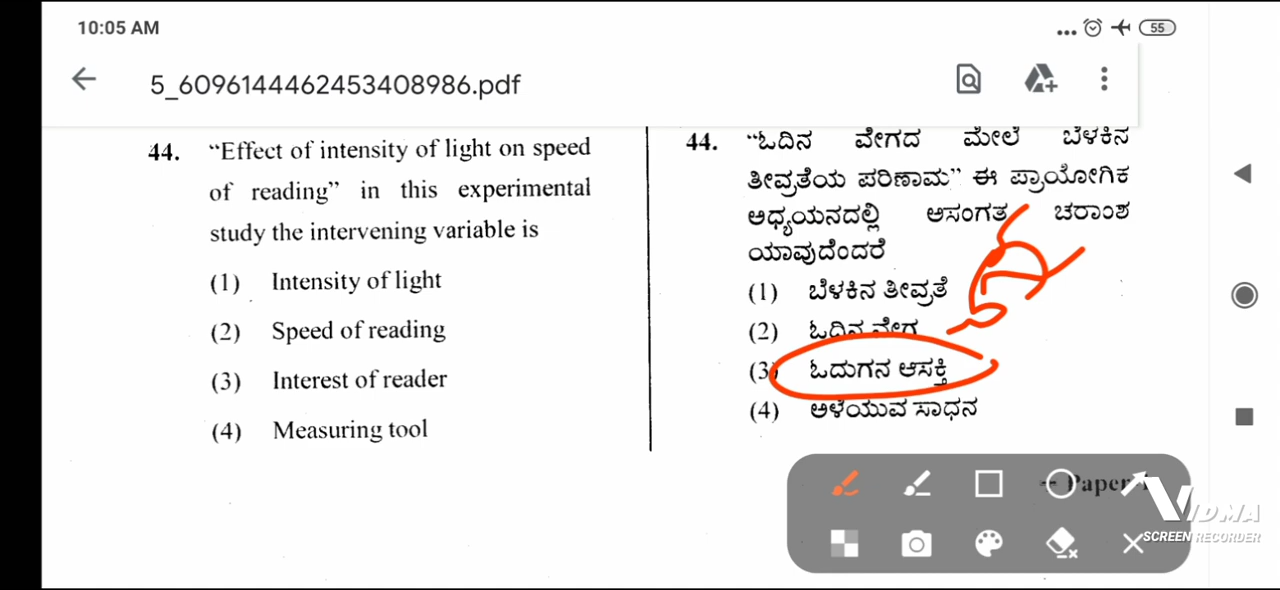 10:05 AM
55
5_6096144462453408986.pdf
44. “Effect of intensity of light on speed
of reading” in this experimental
study the intervening variable is
(1) Intensity of light
(2) Speed of reading
(3) Interest of reader
(4) Measuring tool
44. “ಓದಿನ ವೇಗದ ಮೇಲೆ ಬೆಳಕಿನ
ತೀವ್ರತೆಯ ಪರಿಣಾಮ” ಈ ಪ್ರಾಯೋಗಿಕ
ಅಧ್ಯಯನದಲ್ಲಿ ಅಸಂಗತ ಚರಾಂಶ
ಯಾವುದೆಂದರೆ
(1) ಬೆಳಕಿನ ತೀವ್ರತೆ
(2) ಓದಿನ ವೇಗ
(3) ಓದುಗನ ಆಸಕ್ತಿ
(4) ಅಳೆಯುವ ಸಾಧನ
Paper
VIDMA
SCREEN RECORDER